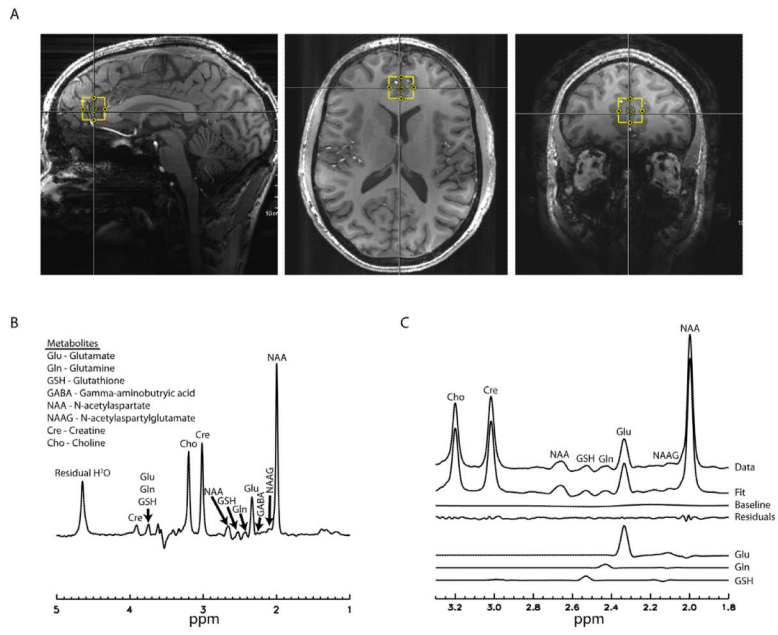 A
10
10
B
Metabolites
Glu - Glutamate
Gln - Glutamine
GSH - Glutathione
GABA - Gamma-aminobutryic acid
NAA - N-acetylaspartate
NAAG - N-acetylaspartylglutamate
Cre - Creatine
Cho - Choline
NAA
Cre
Cho
Residual H²O
Glu
Gln
GSH
Cre
NAA
GSH
Gln
Glu
GABA
NAAG
5 4 3 2 1
ppm
C
NAA
Cho
Cre
NAA
GSH
Gln
Glu
NAAG
Data
Fit
Baseline
Residuals
Glu
Gln
GSH
3.2 3.0 2.8 2.6 2.4 2.2 2.0 1.8
ppm